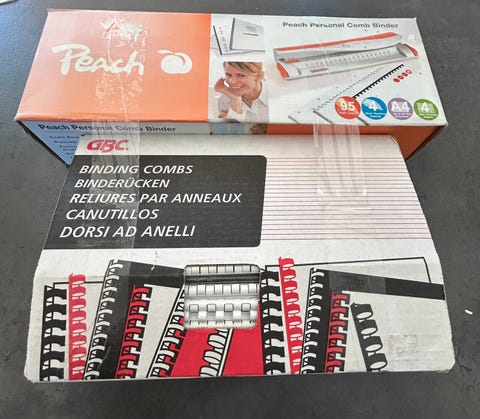 Peach Personal Comb Binder
Peach
95
4
A4
4
Peach Personal Comb Binder
GBC
BINDING COMBS
BINDERÜCKEN
RELIURES PAR ANNEAUX
CANUTILLOS
DORSI AD ANELLI